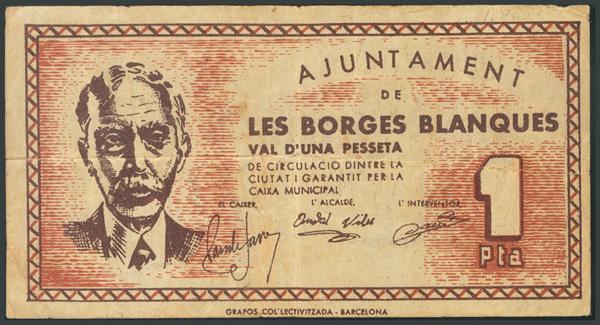 AJUNTAMENT
DE
LES BORGES BLANQUES
VAL D'UNA PESSETA
DE CIRCULACIO DINTRE LA
CIUTAT I GARANTIT PER LA
CAIXA MUNICIPAL
EL CAIXER, L' ALCALDE, L' INTERVENTOR,
1
Pta
GRAFOS COL·LECTIVITZADA - BARCELONA